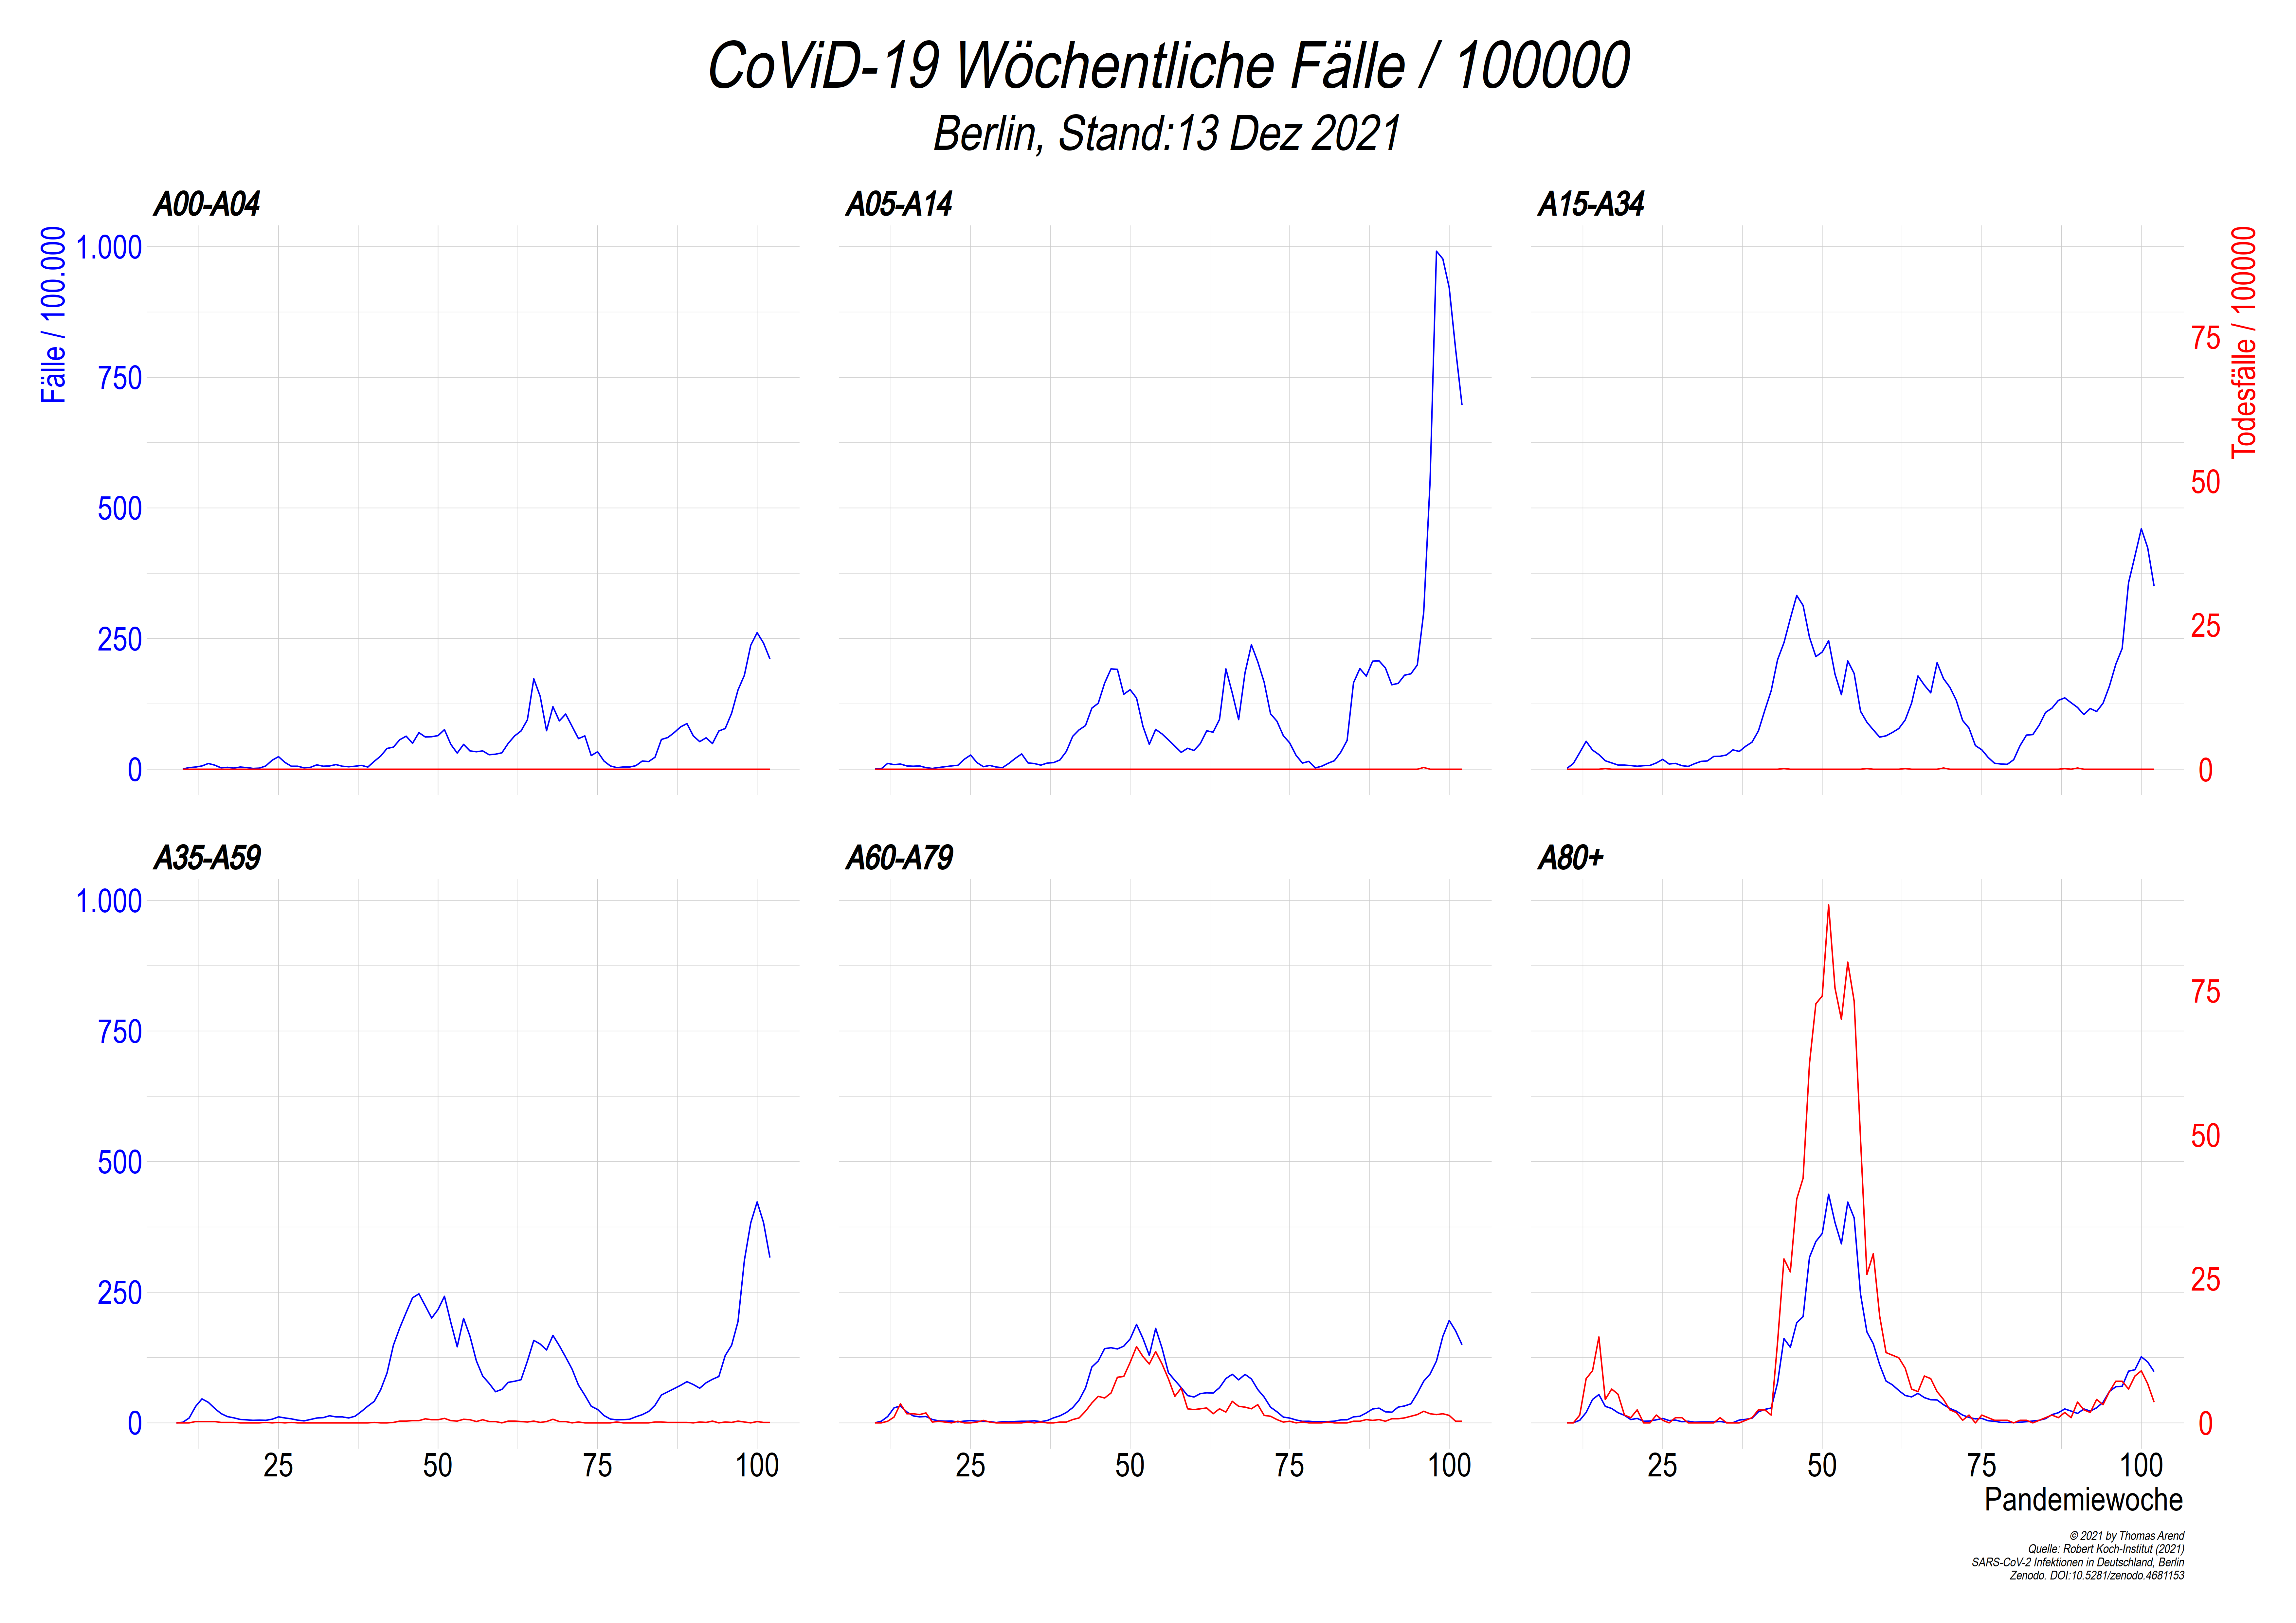 CoViD-19 Wöchentliche Fälle / 100000
Berlin, Stand:13 Dez 2021
A00-A04
A05-A14
A15-A34
Fälle / 100.000
1.000
750
500
250
0
Todesfälle / 100000
75
50
25
0
A35-A59
A60-A79
A80+
1.000
750
500
250
0
75
50
25
0
25 50 75 100
25 50 75 100
25 50 75 100
Pandemiewoche
© 2021 by Thomas Arend
Quelle: Robert Koch-Institut (2021)
SARS-CoV-2 Infektionen in Deutschland, Berlin
Zenodo. DOI:10.5281/zenodo.4681153